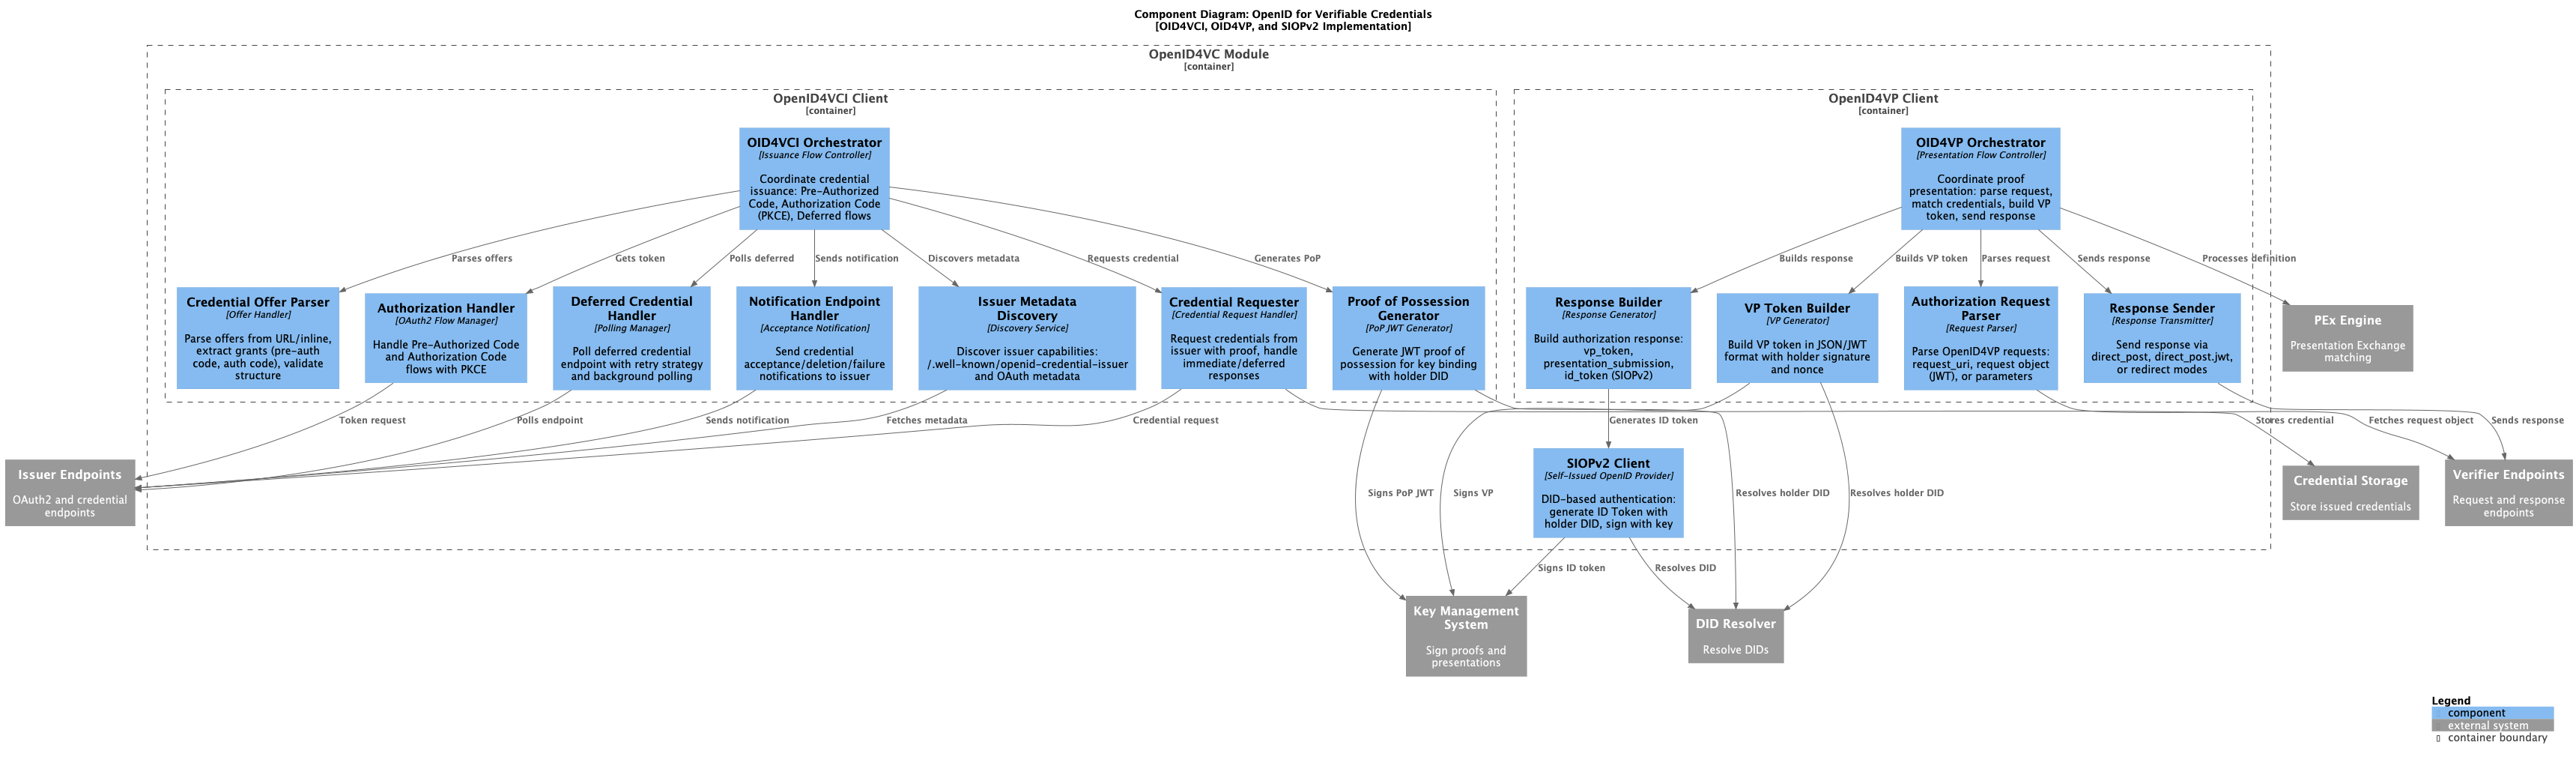 Component Diagram: OpenID for Verifiable Credentials
[OID4VCI, OID4VP, and SIOPv2 Implementation]
OpenID4VC Module
[container]
OpenID4VCI Client
[container]
OpenID4VP Client
[container]
OID4VCI Orchestrator
[Issuance Flow Controller]
Coordinate credential
issuance: Pre-Authorized
Code, Authorization Code
(PKCE), Deferred flows
OID4VP Orchestrator
[Presentation Flow Controller]
Coordinate proof
presentation: parse request,
match credentials, build VP
token, send response
Parses offers
Gets token
Polls deferred
Sends notification
Discovers metadata
Requests credential
Generates PoP
Builds response
Builds VP token
Parses request
Sends response
Processes definition
Credential Offer Parser
[Offer Handler]
Parse offers from URL/inline,
extract grants (pre-auth
code, auth code), validate
structure
Authorization Handler
[OAuth2 Flow Manager]
Handle Pre-Authorized Code
and Authorization Code
flows with PKCE
Deferred Credential
Handler
[Polling Manager]
Poll deferred credential
endpoint with retry strategy
and background polling
Notification Endpoint
Handler
[Acceptance Notification]
Send credential
acceptance/deletion/failure
notifications to issuer
Issuer Metadata
Discovery
[Discovery Service]
Discover issuer capabilities:
/.well-known/openid-credential-issuer
and OAuth metadata
Credential Requester
[Credential Request Handler]
Request credentials from
issuer with proof, handle
immediate/deferred
responses
Proof of Possession
Generator
[PoP JWT Generator]
Generate JWT proof of
possession for key binding
with holder DID
Response Builder
[Response Generator]
Build authorization response:
vp_token,
presentation_submission,
id_token (SIOPv2)
VP Token Builder
[VP Generator]
Build VP token in JSON/JWT
format with holder signature
and nonce
Authorization Request
Parser
[Request Parser]
Parse OpenID4VP requests:
request_uri, request object
(JWT), or parameters
Response Sender
[Response Transmitter]
Send response via
direct_post, direct_post.jwt,
or redirect modes
PEx Engine
Presentation Exchange
matching
Token request
Polls endpoint
Sends notification
Fetches metadata
Credential request
Generates ID token
Stores credential
Fetches request object
Sends response
Issuer Endpoints
OAuth2 and credential
endpoints
Signs PoP JWT
Signs VP
SIOPv2 Client
[Self-Issued OpenID Provider]
DID-based authentication:
generate ID Token with
holder DID, sign with key
Resolves holder DID
Resolves holder DID
Credential Storage
Store issued credentials
Verifier Endpoints
Request and response
endpoints
Signs ID token
Resolves DID
Key Management
System
Sign proofs and
presentations
DID Resolver
Resolve DIDs
Legend
component
external system
container boundary